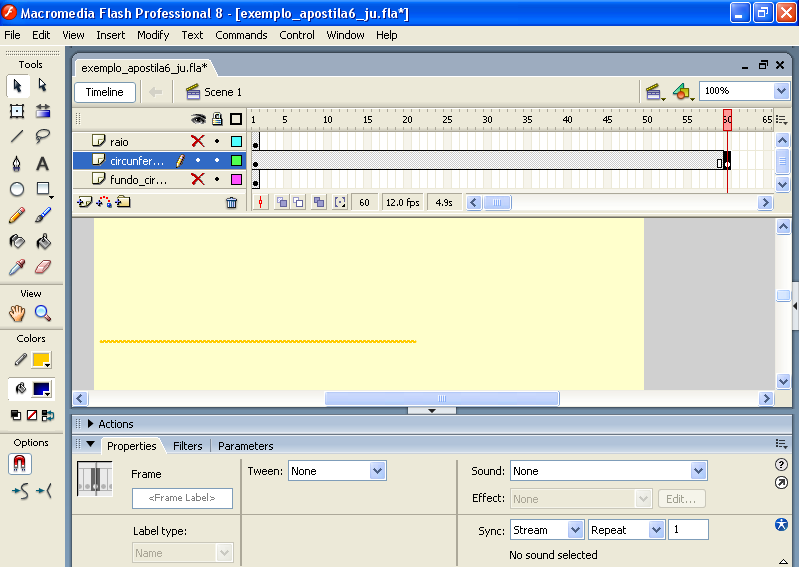 Macromedia Flash Professional 8 - [exemplo_apostila6_ju.fla*]
File Edit View Insert Modify Text Commands Control Window Help
Tools
exemplo_apostila6_ju.fla*
Timeline Scene 1 100%
1 5 10 15 20 25 30 35 40 45 50 55 60 65
raio
circunfer...
fundo_cir...
60 12.0 fps 4.9s
View
Colors
Options
Actions
Properties Filters Parameters
Frame Tween: None Sound: None
<Frame Label> Effect: None Edit...
Label type: Sync: Stream Repeat 1
Name No sound selected